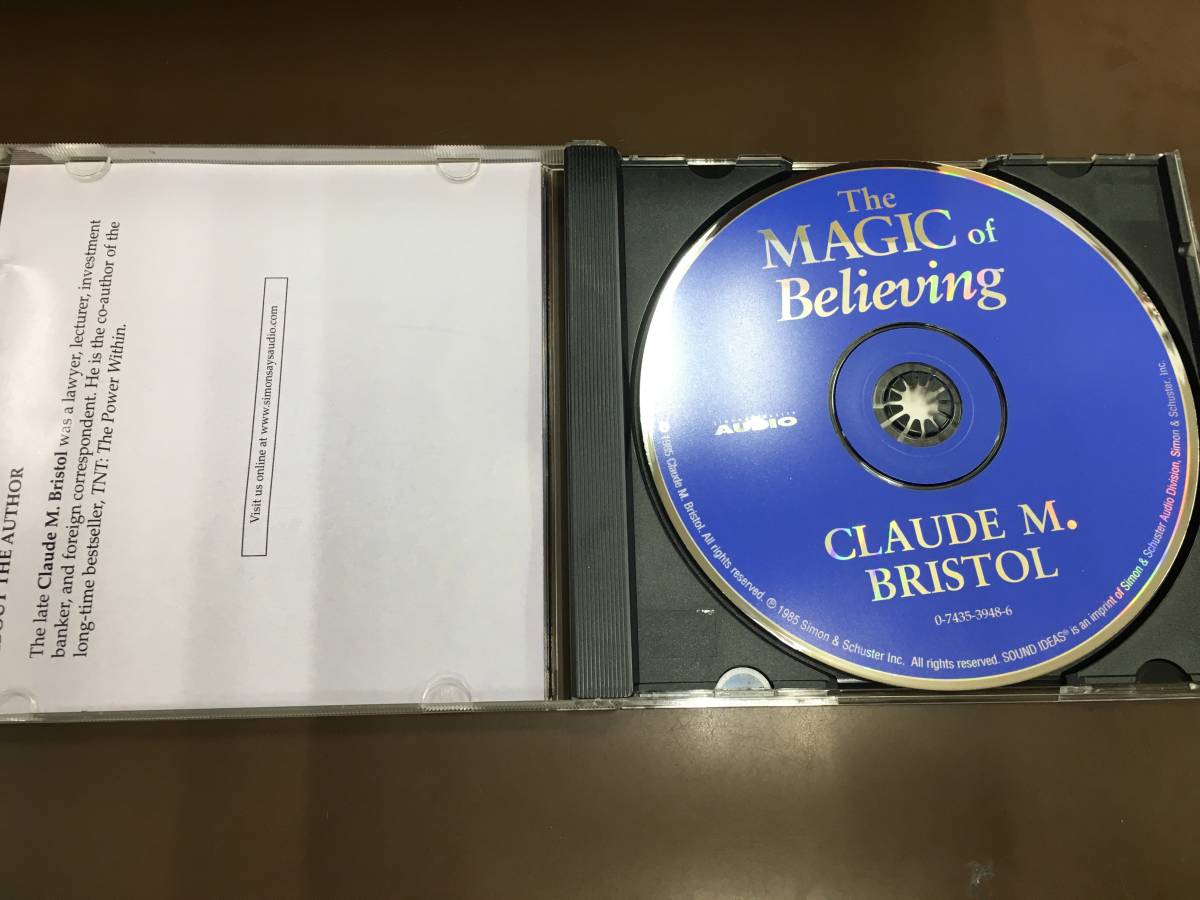 ABOUT THE AUTHOR
The late Claude M. Bristol was a lawyer, lecturer, investment
banker, and foreign correspondent. He is the co-author of the
long-time bestseller, TNT: The Power Within.
Visit us online at www.simonsaysaudio.com
The
MAGIC of
Believing
AUDIO
CLAUDE M.
BRISTOL
0-7435-3948-6
© 1985 Claude M. Bristol. All rights reserved. ℗ 1985 Simon & Schuster Inc. All rights reserved. SOUND IDEAS® is an imprint of Simon & Schuster Audio Division, Simon & Schuster, Inc.